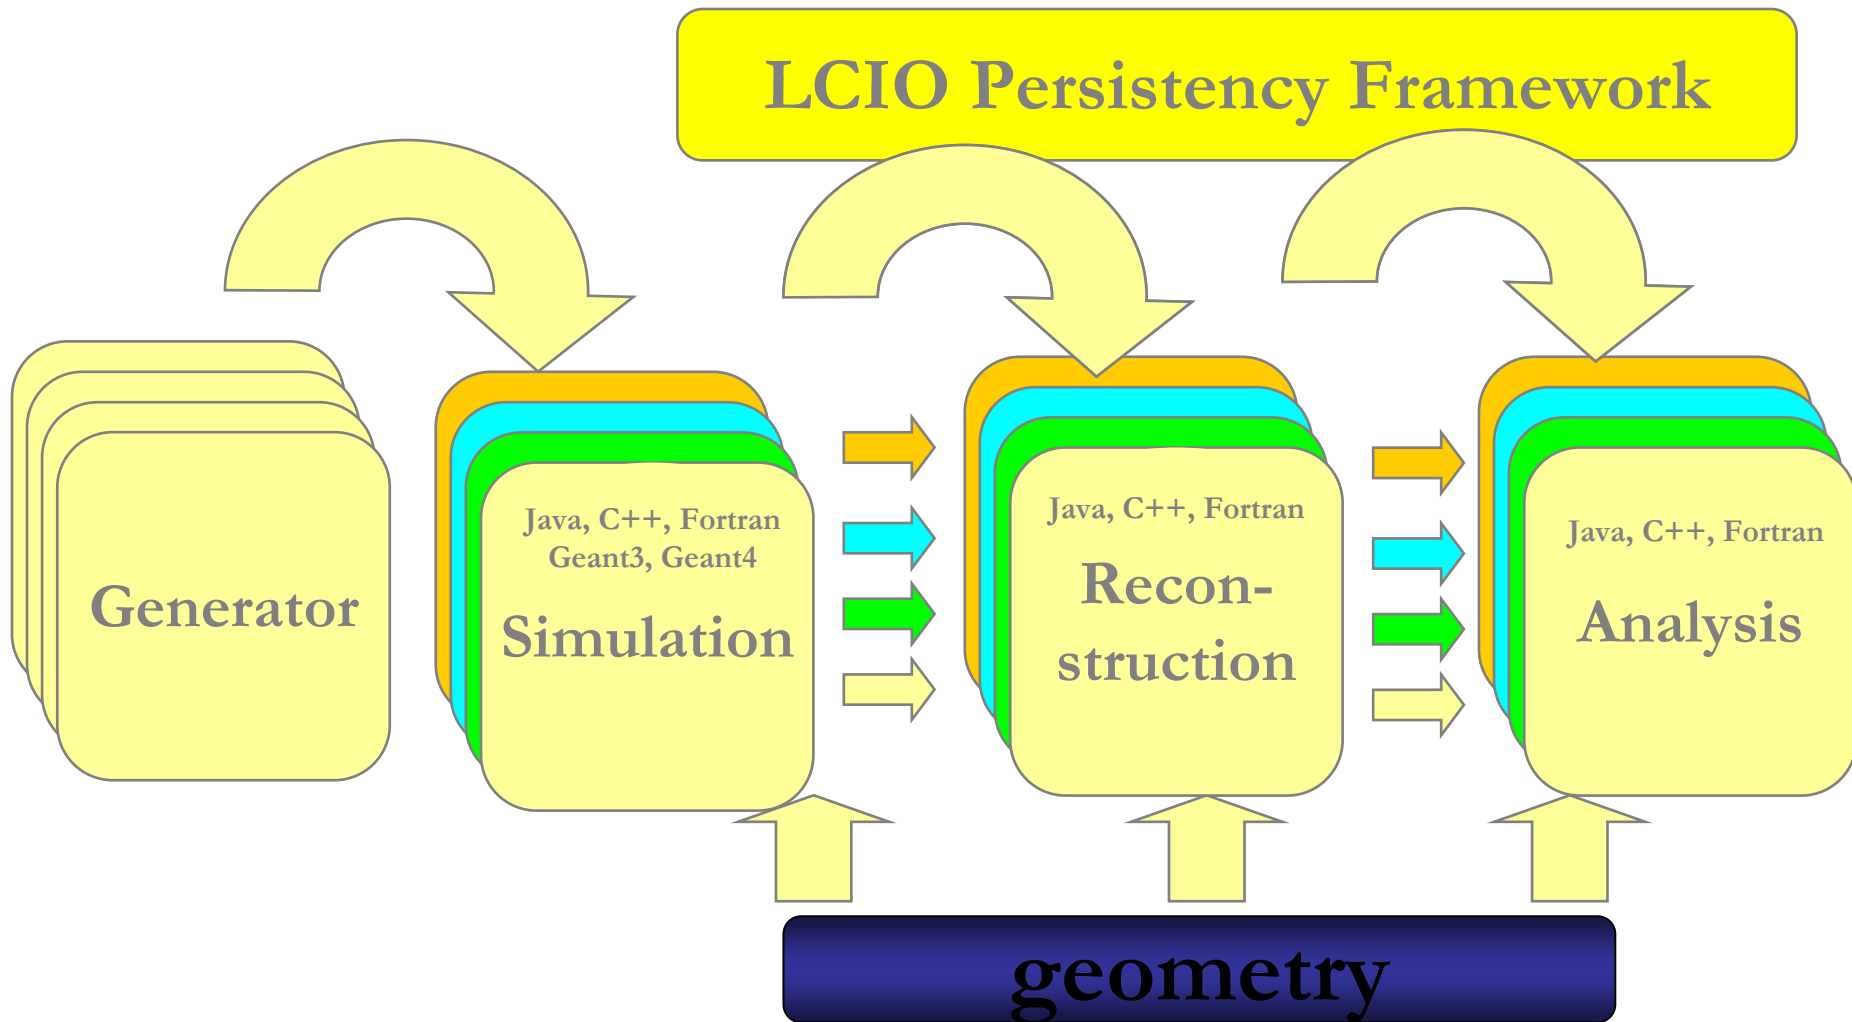 LCIO Persistency Framework
Generator
Java, C++, Fortran
Geant3, Geant4
Simulation
Java, C++, Fortran
Recon-
struction
Java, C++, Fortran
Analysis
geometry